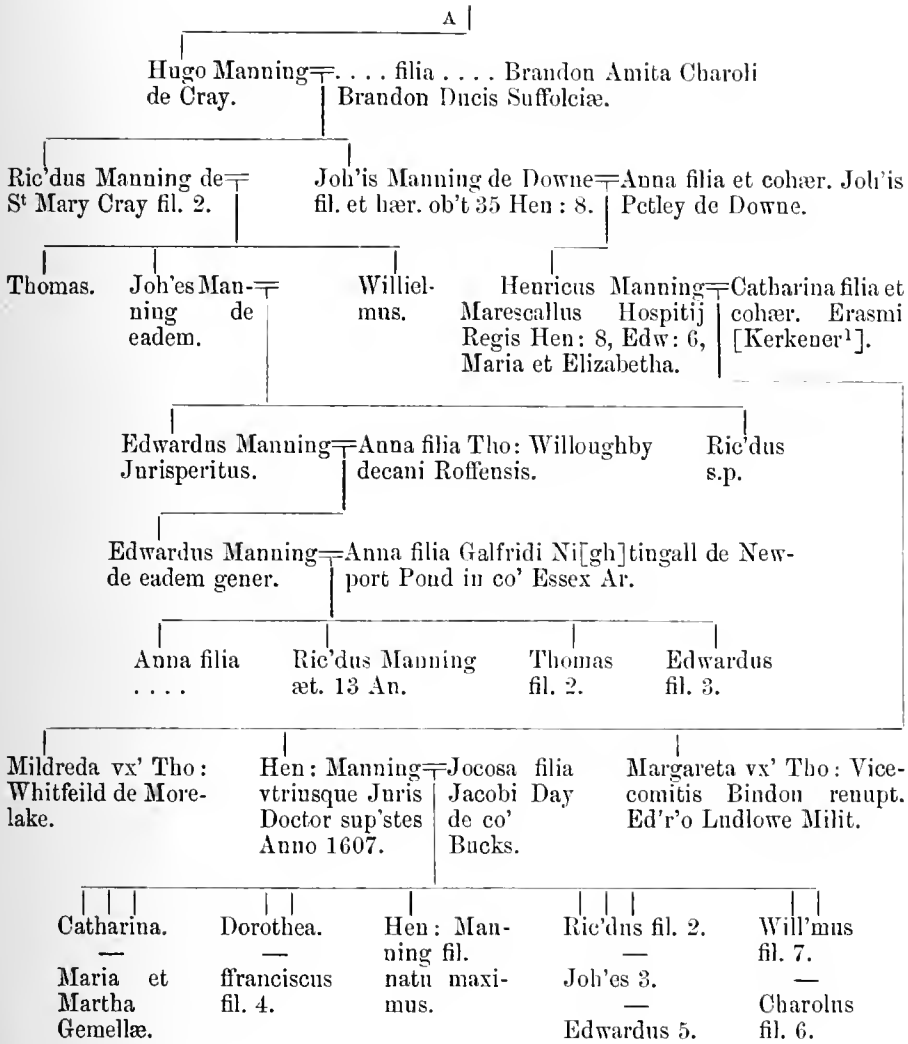 A
Hugo Manning=. . . . filia . . . . Brandon Amita Charoli
de Cray. Brandon Ducis Suffolciæ.
Ric'dus Manning de=
St Mary Cray fil. 2.
Joh'is Manning de Downe=Anna filia et cohær. Joh'is
fil. et hær. ob't 35 Hen : 8. Petley de Downe.
Thomas.
Joh'es Man-=
ning de
eadem.
Williel-
mus.
Henricus Manning=Catharina filia et
Marescallus Hospitij cohær. Erasmi
Regis Hen: 8, Edw: 6, [Kerkener1].
Maria et Elizabetha.
Edwardus Manning=Anna filia Tho: Willoughby
Jurisperitus. decani Roffensis.
Ric'dus
s.p.
Edwardus Manning=Anna filia Galfridi Ni[gh]tingall de New-
de eadem gener. port Pond in co' Essex Ar.
Anna filia
. . . .
Ric'dus Manning
æt. 13 An.
Thomas
fil. 2.
Edwardus
fil. 3.
Mildreda vx' Tho:
Whitfeild de More-
lake.
Hen: Manning=Jocosa filia
vtriusque Juris Jacobi Day
Doctor sup'stes de co'
Anno 1607. Bucks.
Margareta vx' Tho: Vice-
comitis Bindon renupt.
Ed'r'o Ludlowe Milit.
Catharina.
—
Maria et
Martha
Gemellæ.
Dorothea.
—
ffranciscus
fil. 4.
Hen: Man-
ning fil.
natu maxi-
mus.
Ric'dus fil. 2.
—
Joh'es 3.
—
Edwardus 5.
Will'mus
fil. 7.
—
Charolus
fil. 6.